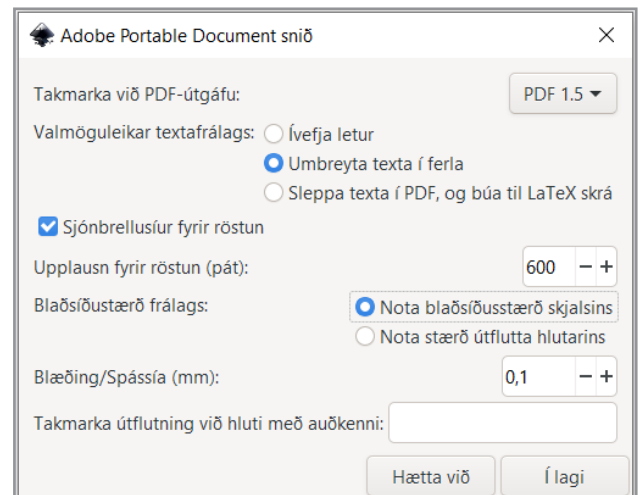 Adobe Portable Document snið
Takmarka við PDF-útgáfu: PDF 1.5
Valmöguleikar textafrálags: Ívefja letur
Umbreyta texta í ferla
Sleppa texta í PDF, og búa til LaTeX skrá
Sjónbrellusíur fyrir röstun
Upplausn fyrir röstun (pát): 600 − +
Blaðsíðustærð frálags: Nota blaðsíðusstærð skjalsins
Nota stærð útflutta hlutarins
Blæðing/Spássía (mm): 0,1 − +
Takmarka útflutning við hluti með auðkenni:
Hætta við Í lagi